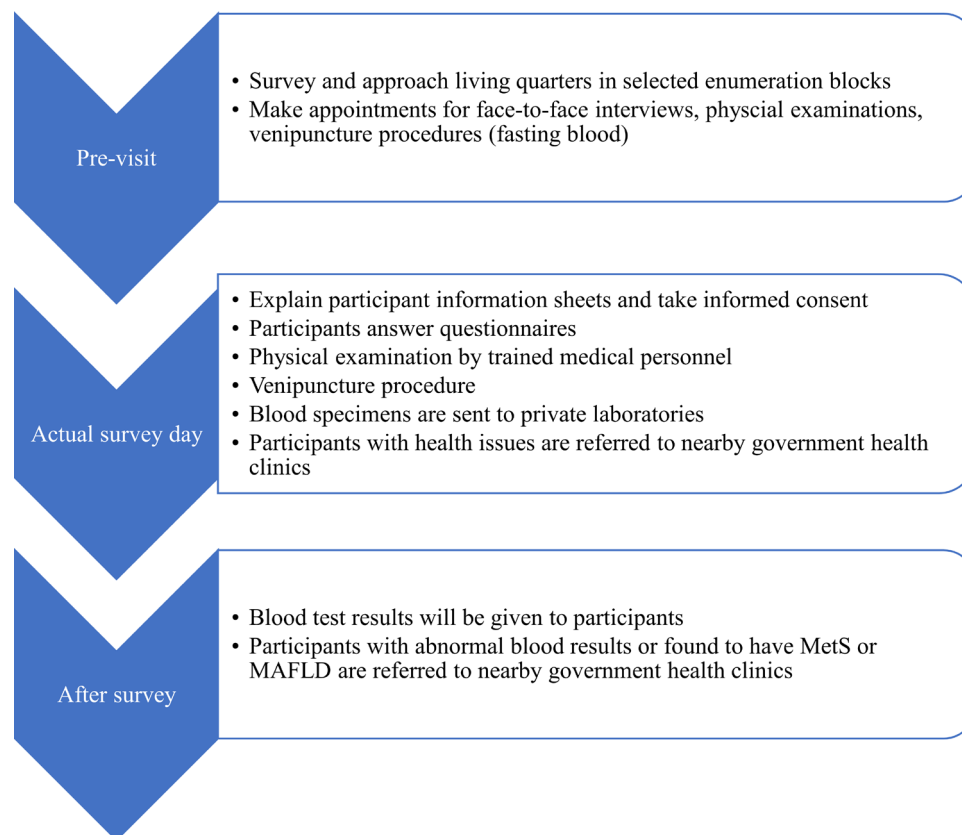 Pre-visit
• Survey and approach living quarters in selected enumeration blocks
• Make appointments for face-to-face interviews, physcial examinations,
venipuncture procedures (fasting blood)
Actual survey day
• Explain participant information sheets and take informed consent
• Participants answer questionnaires
• Physical examination by trained medical personnel
• Venipuncture procedure
• Blood specimens are sent to private laboratories
• Participants with health issues are referred to nearby government health
clinics
After survey
• Blood test results will be given to participants
• Participants with abnormal blood results or found to have MetS or
MAFLD are referred to nearby government health clinics